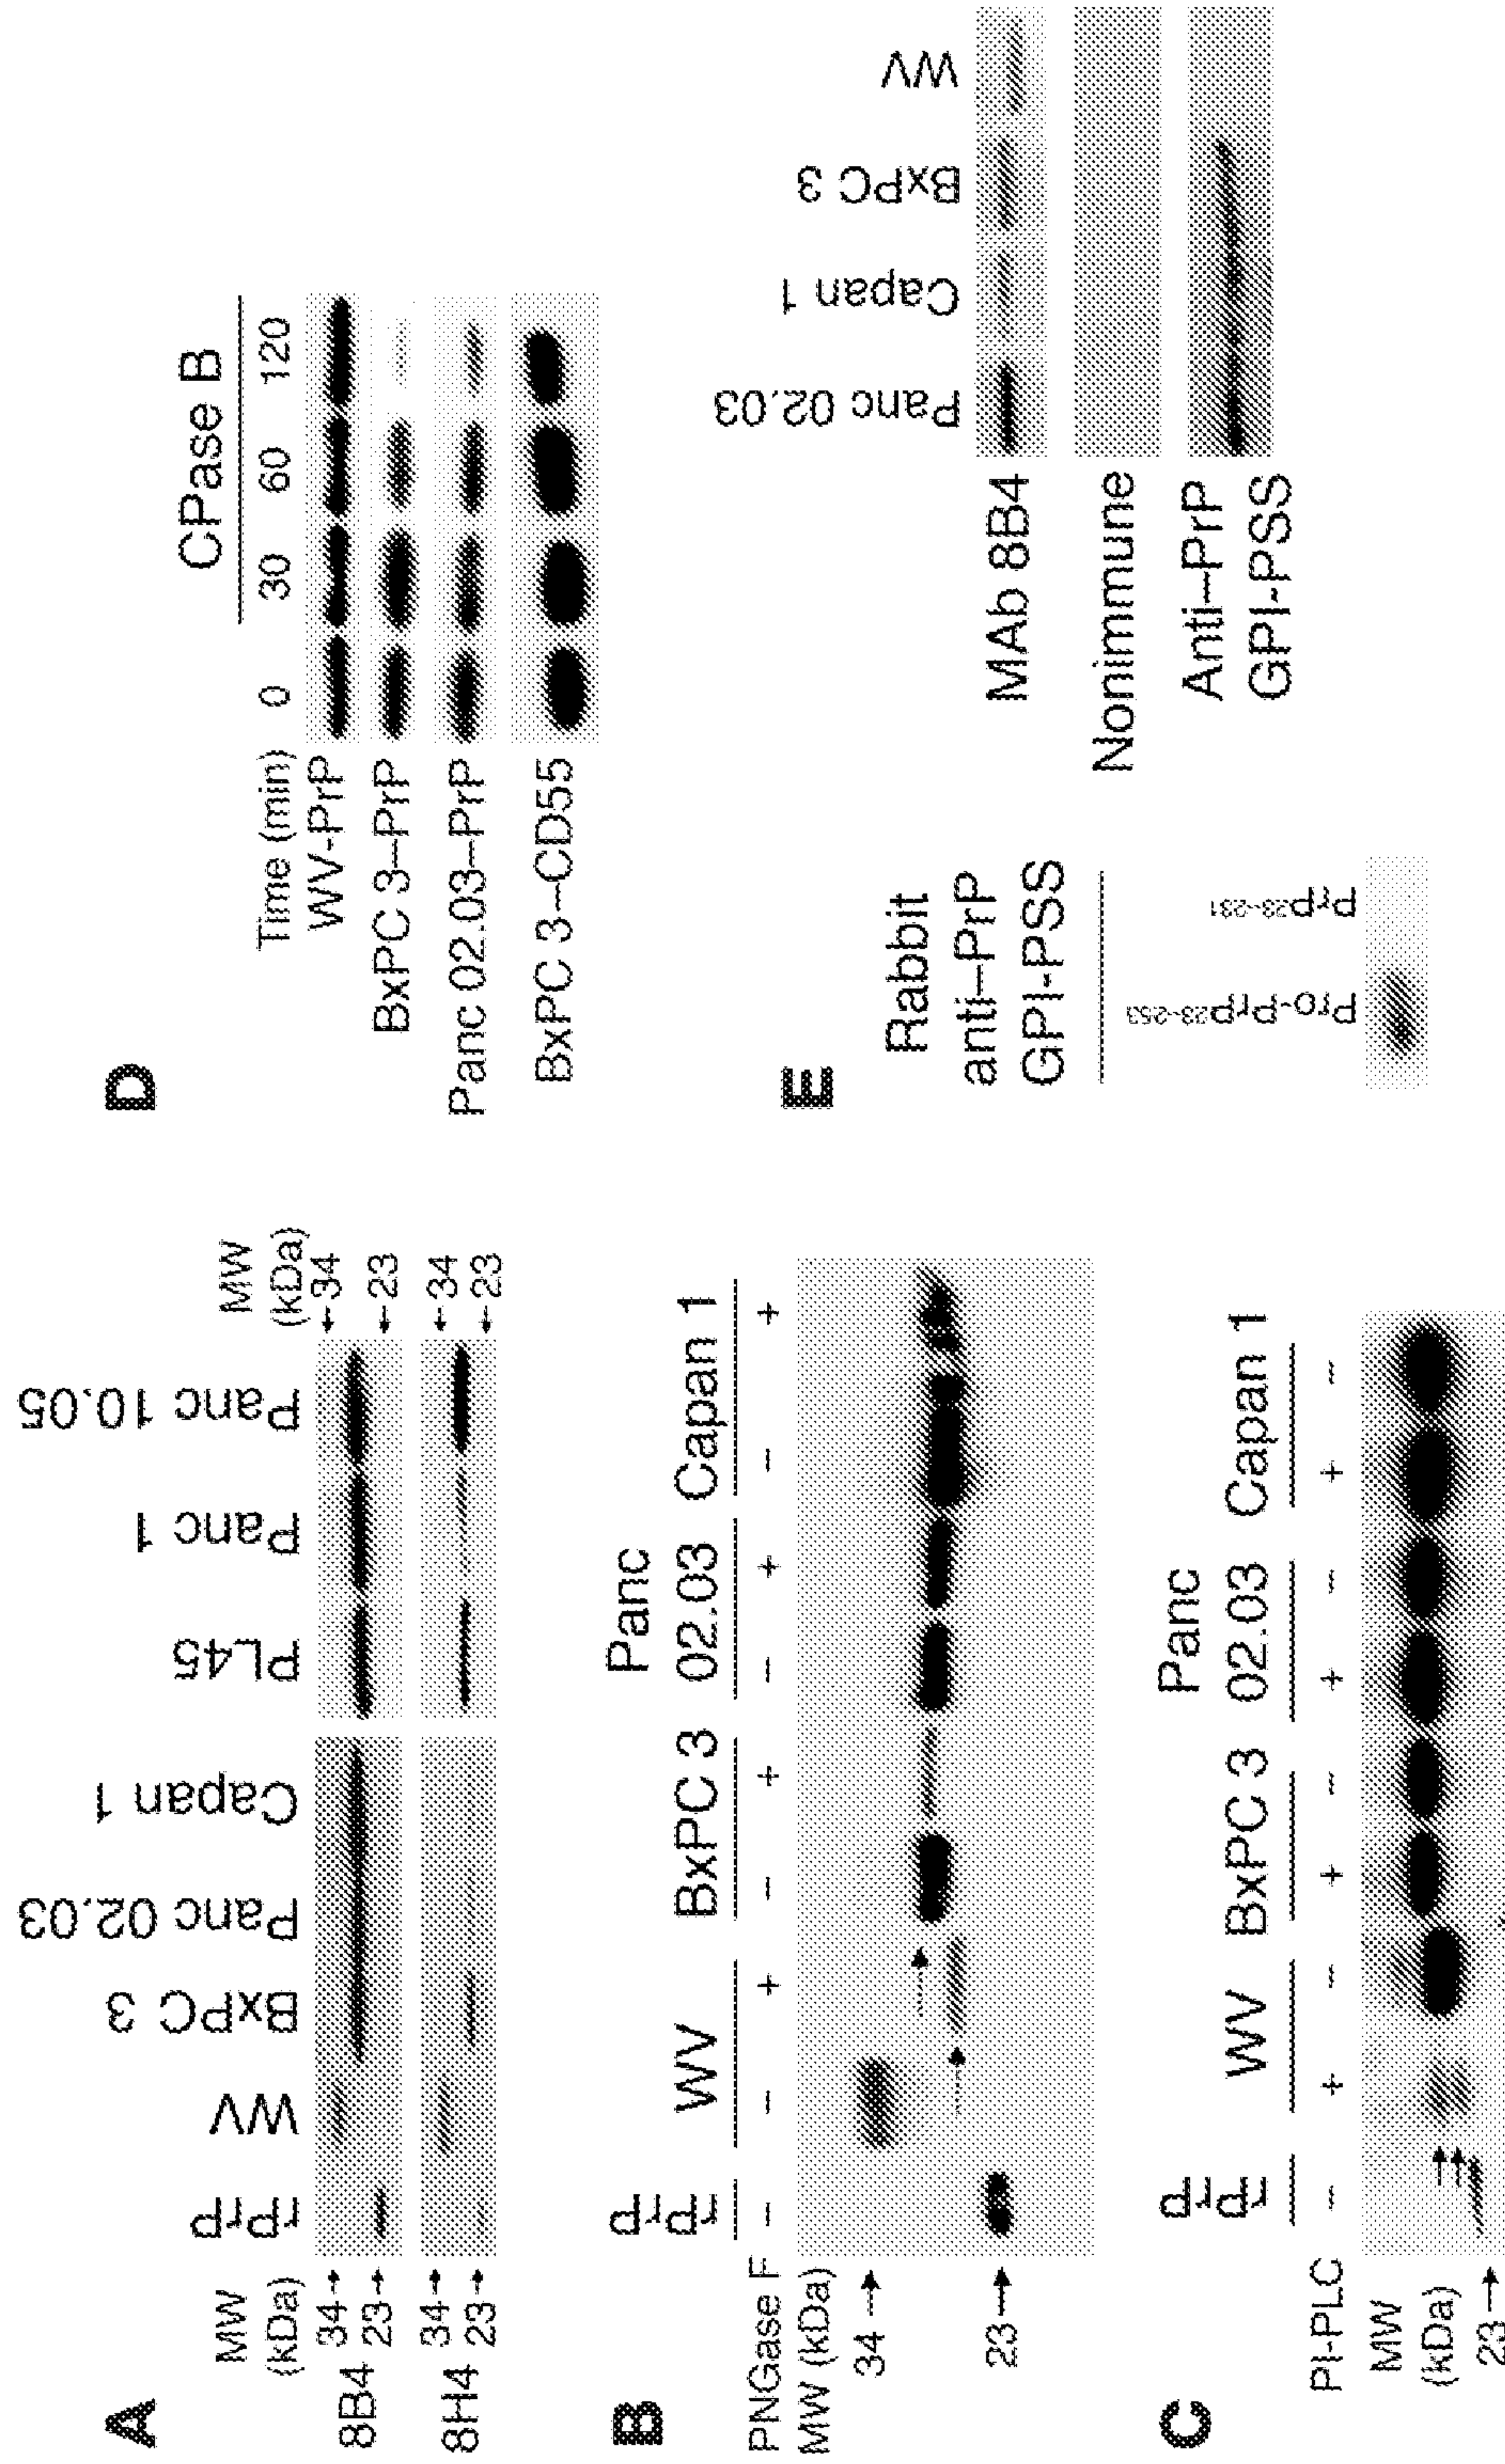 A
MW
(kDa)
rPrP
WV
BxPC 3
Panc 02.03
Capan 1
PL45
Panc 1
Panc 10.05
MW
(kDa)
8B4
34→
23→
←34
←23
8H4
34→
23→
←34
←23
B
rPrP
WV
BxPC 3
Panc
02.03
Capan 1
PNGase F
− − + − + − + − +
MW (kDa)
34→
23→
C
rPrP
WV
BxPC 3
Panc
02.03
Capan 1
PI-PLC
− + − + − + − + −
MW
(kDa)
23→
D
CPase B
Time (min) 0 30 60 120
WV-PrP
BxPC 3–PrP
Panc 02.03–PrP
BxPC 3–CD55
E
Rabbit
anti–PrP
GPI-PSS
Pro-PrP23-253
PrP23-231
Panc 02.03
Capan 1
BxPC 3
WV
MAb 8B4
Nonimmune
Anti–PrP
GPI-PSS